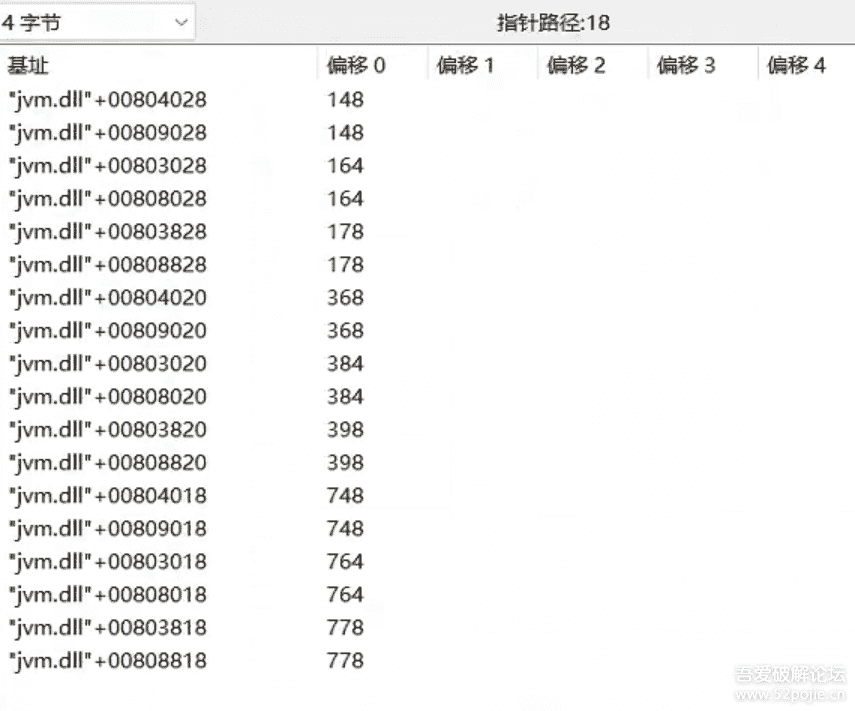 4 字节 指针路径:18
基址 偏移 0 偏移 1 偏移 2 偏移 3 偏移 4
"jvm.dll"+00804028 148
"jvm.dll"+00809028 148
"jvm.dll"+00803028 164
"jvm.dll"+00808028 164
"jvm.dll"+00803828 178
"jvm.dll"+00808828 178
"jvm.dll"+00804020 368
"jvm.dll"+00809020 368
"jvm.dll"+00803020 384
"jvm.dll"+00808020 384
"jvm.dll"+00803820 398
"jvm.dll"+00808820 398
"jvm.dll"+00804018 748
"jvm.dll"+00809018 748
"jvm.dll"+00803018 764
"jvm.dll"+00808018 764
"jvm.dll"+00803818 778
"jvm.dll"+00808818 778
吾爱破解论坛
www.52pojie.cn